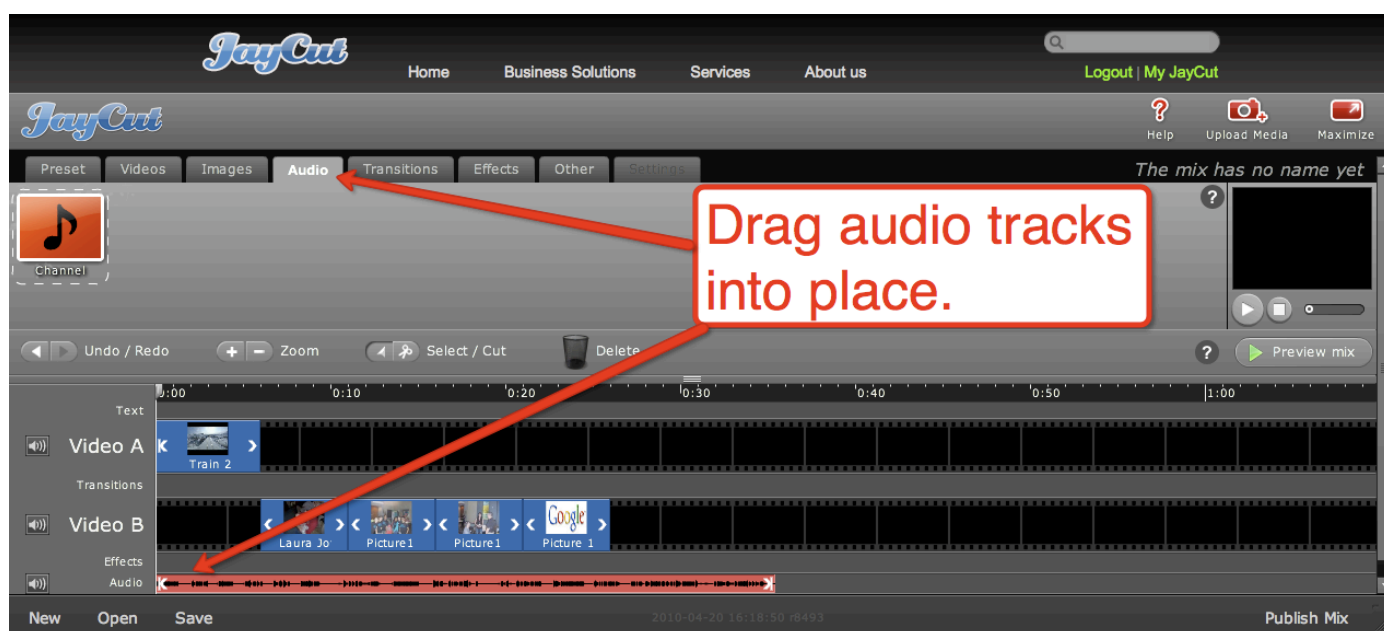 JayCut
Home Business Solutions Services About us
Logout | My JayCut
JayCut
Help Upload Media Maximize
Preset Videos Images Audio Transitions Effects Other Settings
The mix has no name yet
?
Channel
Drag audio tracks
into place.
Undo / Redo + - Zoom Select / Cut Delete
? Preview mix
0:00 0:10 0:20 0:30 0:40 0:50 1:00
Text
Video A
Train 2
Transitions
Video B
Google
Laura Jo Picture1 Picture1 Picture 1
Effects
Audio
New Open Save 2010-04-20 16:18:50 r8493 Publish Mix